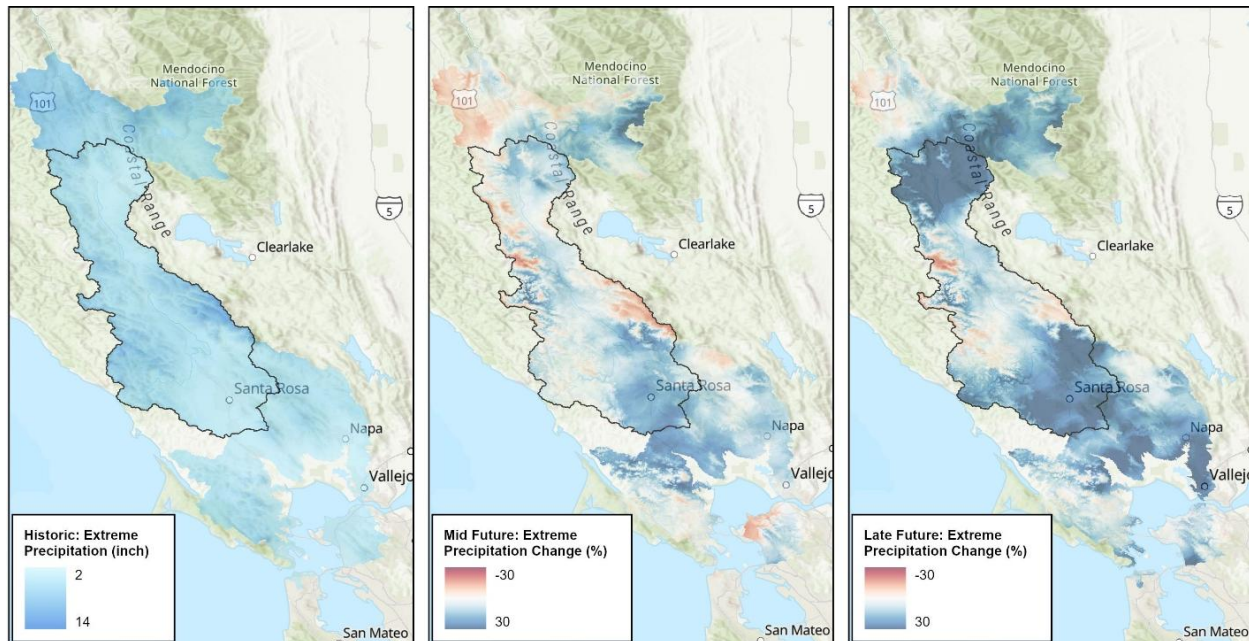 Mendocino
National Forest
101
Coastal Range
5
Clearlake
Santa Rosa
Napa
Vallejo
San Mateo
Historic: Extreme
Precipitation (inch)
2
14
Mendocino
National Forest
101
Coastal Range
5
Clearlake
Santa Rosa
Napa
Vallejo
San Mateo
Mid Future: Extreme
Precipitation Change (%)
-30
30
Mendocino
National Forest
101
Coastal Range
5
Clearlake
Santa Rosa
Napa
Vallejo
San Mateo
Late Future: Extreme
Precipitation Change (%)
-30
30